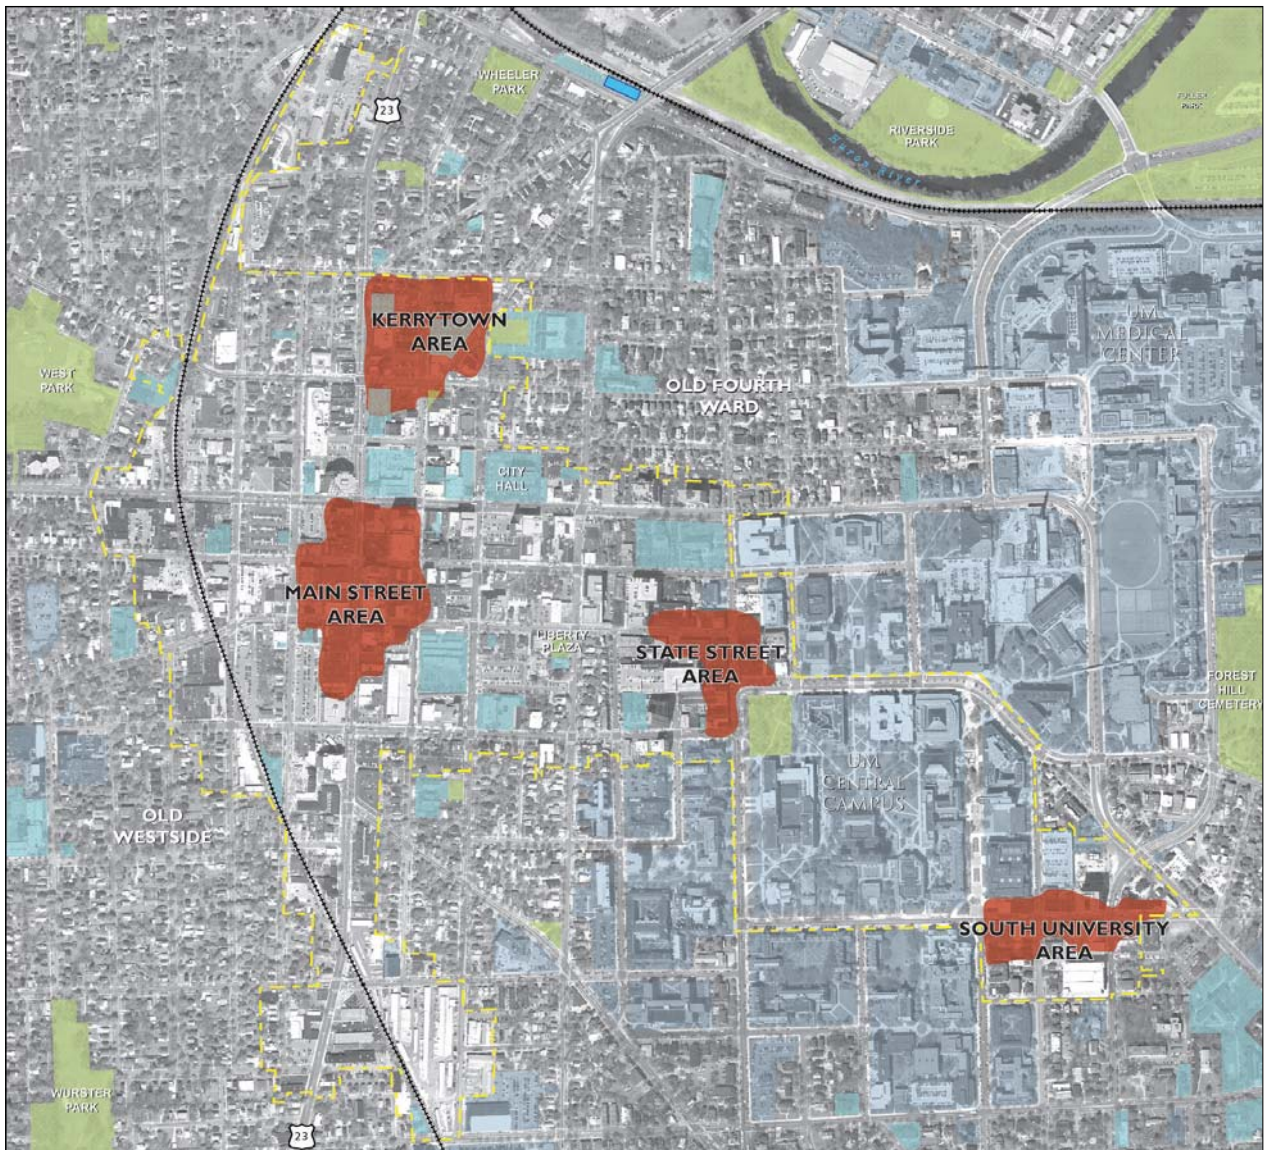 WHEELER
PARK
23
FULLER
PARK
RIVERSIDE
PARK
Huron River
KERRYTOWN
AREA
UM
MEDICAL
CENTER
WEST
PARK
OLD FOURTH
WARD
CITY
HALL
MAIN STREET
AREA
LIBERTY
PLAZA
STATE STREET
AREA
FOREST
HILL
CEMETERY
UM
CENTRAL
CAMPUS
OLD
WESTSIDE
SOUTH UNIVERSITY
AREA
WURSTER
PARK
23